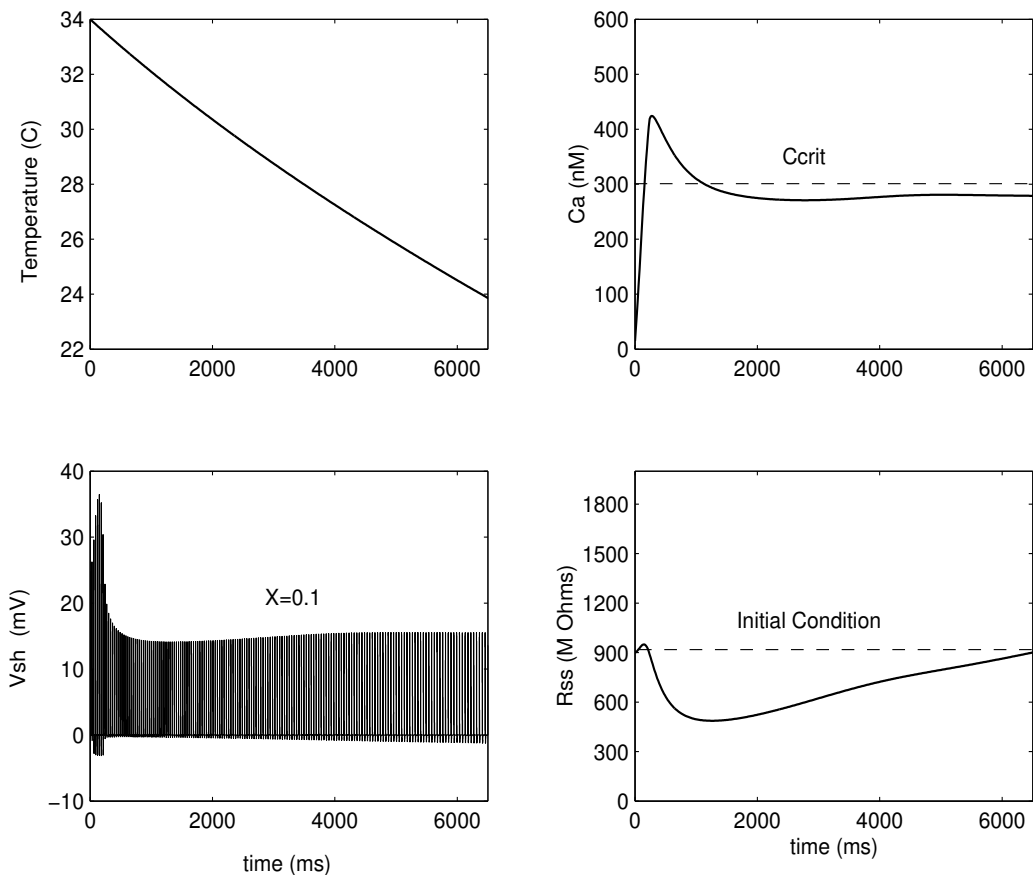 34
32
30
28
26
24
22
Temperature (C)
0 2000 4000 6000
600
500
400
300
200
100
0
Ca (nM)
Ccrit
0 2000 4000 6000
40
30
20
10
0
−10
Vsh (mV)
X=0.1
0 2000 4000 6000
time (ms)
1800
1500
1200
900
600
300
0
Rss (M Ohms)
Initial Condition
0 2000 4000 6000
time (ms)